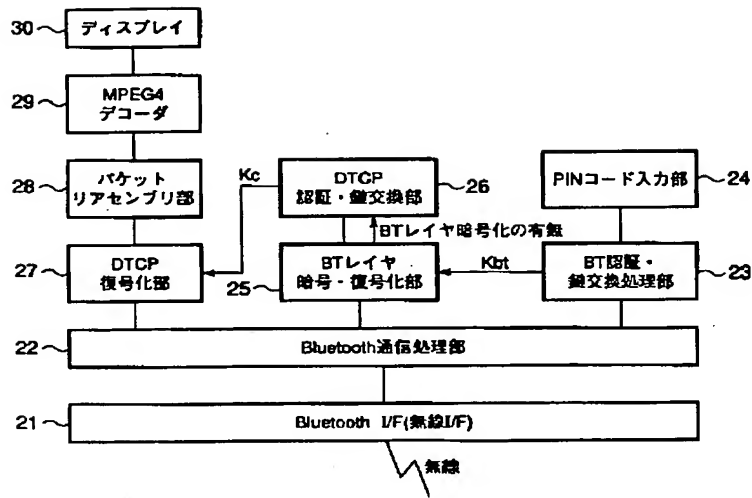 30
ディスプレイ
29
MPEG4
デコーダ
28
パケット
リアセンブリ部
Kc
DTCP
認証・鍵交換部
26
PINコード入力部
24
BTレイヤ暗号化の有無
27
DTCP
復号化部
25
BTレイヤ
暗号・復号化部
Kbt
BT認証・
鍵交換処理部
23
22
Bluetooth通信処理部
21
Bluetooth I/F(無線I/F)
無線